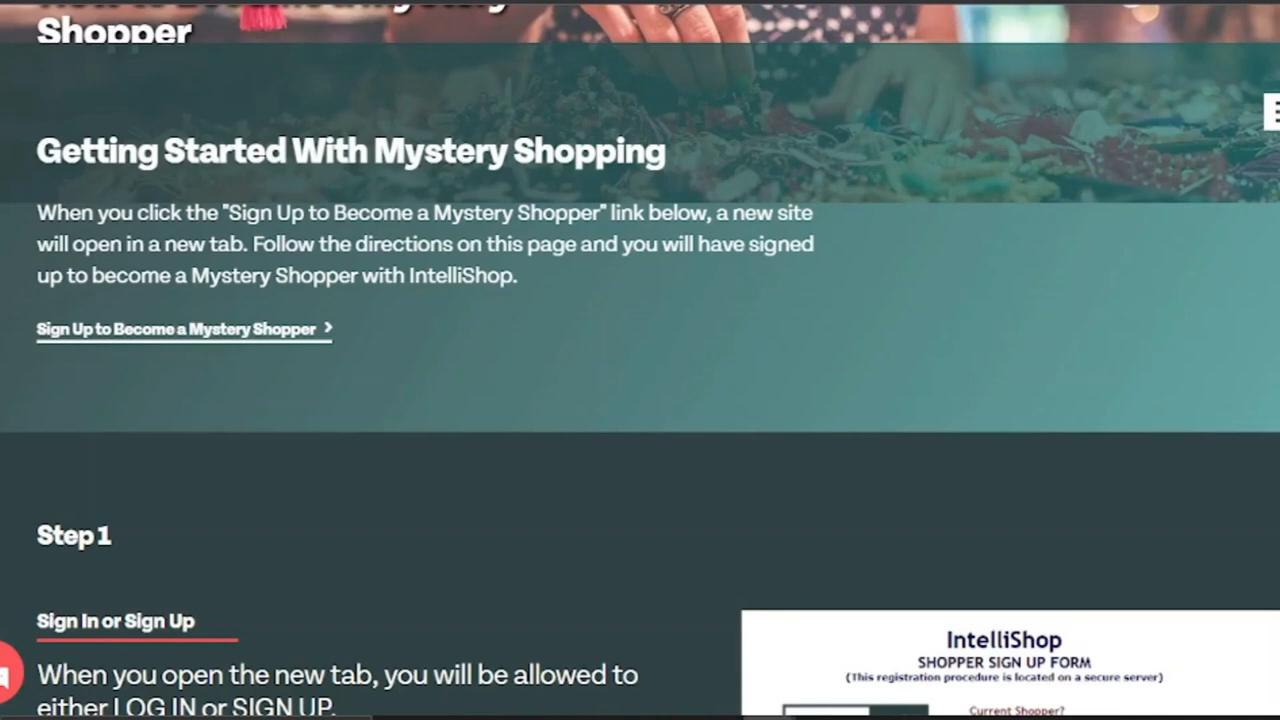 Shopper
Getting Started With Mystery Shopping
When you click the "Sign Up to Become a Mystery Shopper" link below, a new site
will open in a new tab. Follow the directions on this page and you will have signed
up to become a Mystery Shopper with IntelliShop.
Sign Up to Become a Mystery Shopper
Step 1
Sign In or Sign Up
When you open the new tab, you will be allowed to
either LOG IN or SIGN UP.
IntelliShop
SHOPPER SIGN UP FORM
(This registration procedure is located on a secure server)
Current Shopper?